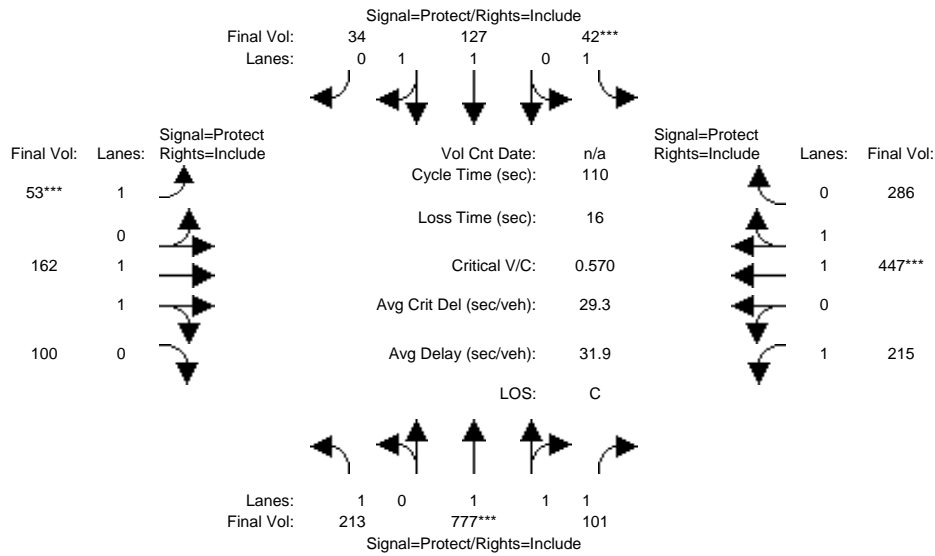 Signal=Protect/Rights=Include
Final Vol: 34 127 42***
Lanes: 0 1 1 0 1
Signal=Protect
Final Vol: Lanes: Rights=Include
Vol Cnt Date: n/a
Signal=Protect
Rights=Include Lanes: Final Vol:
Cycle Time (sec): 110
53*** 1
0 286
Loss Time (sec): 16
0
1
162 1
Critical V/C: 0.570
1 447***
1
Avg Crit Del (sec/veh): 29.3
0
100 0
Avg Delay (sec/veh): 31.9
1 215
LOS: C
Lanes: 1 0 1 1 1
Final Vol: 213 777*** 101
Signal=Protect/Rights=Include